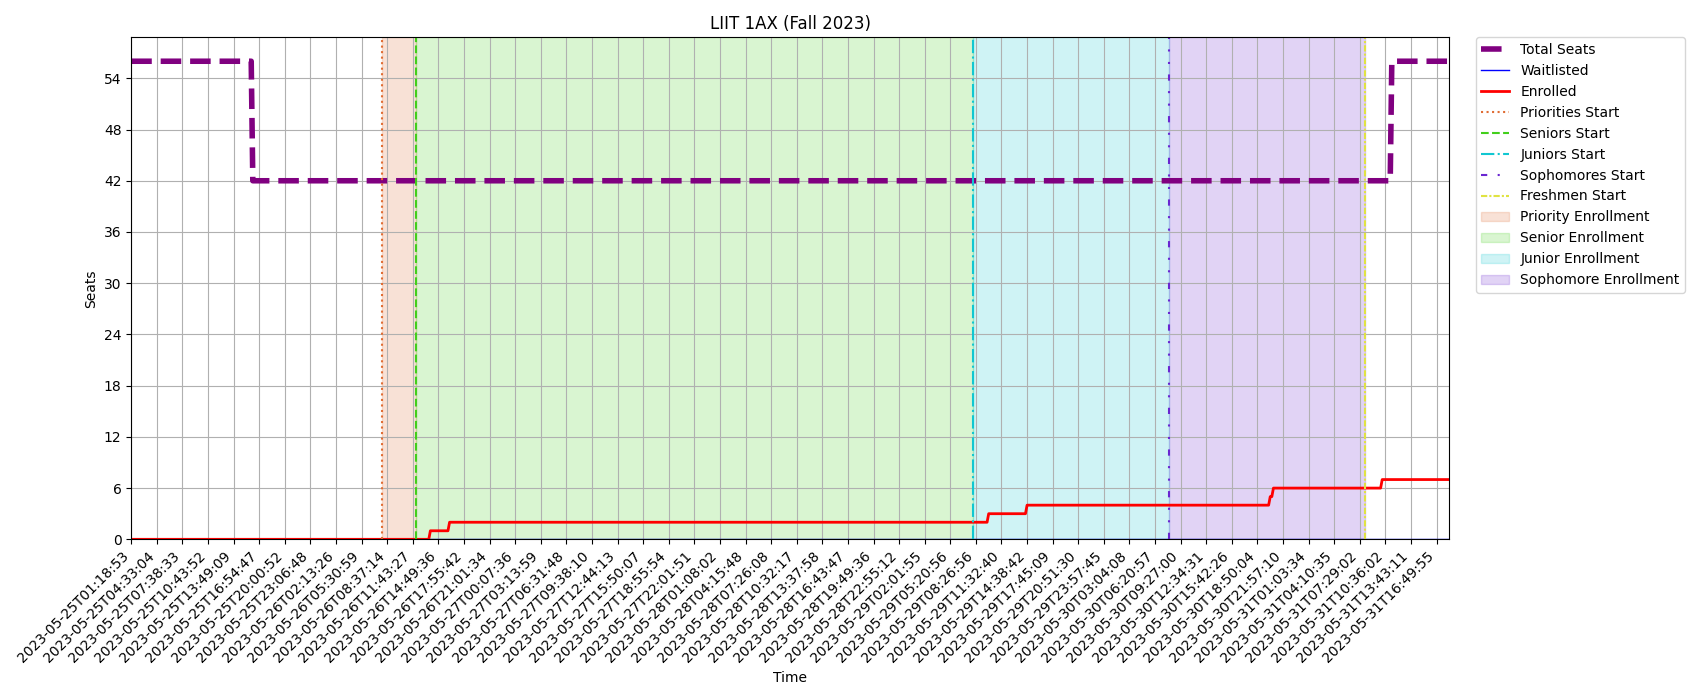 LIIT 1AX (Fall 2023)
Seats
54
48
42
36
30
24
18
12
6
0
2023-05-25T01:18:53
2023-05-25T04:33:04
2023-05-25T07:38:33
2023-05-25T10:43:52
2023-05-25T13:49:09
2023-05-25T16:54:47
2023-05-25T20:00:52
2023-05-25T23:06:48
2023-05-26T02:13:26
2023-05-26T05:30:59
2023-05-26T08:37:14
2023-05-26T11:43:27
2023-05-26T14:49:36
2023-05-26T17:55:42
2023-05-26T21:01:34
2023-05-27T00:07:36
2023-05-27T03:13:59
2023-05-27T06:31:48
2023-05-27T09:38:10
2023-05-27T12:44:13
2023-05-27T15:50:07
2023-05-27T18:55:54
2023-05-27T22:01:51
2023-05-28T01:08:02
2023-05-28T04:15:48
2023-05-28T07:26:08
2023-05-28T10:32:17
2023-05-28T13:37:58
2023-05-28T16:43:47
2023-05-28T19:49:36
2023-05-28T22:55:12
2023-05-29T02:01:55
2023-05-29T05:20:56
2023-05-29T08:26:56
2023-05-29T11:32:40
2023-05-29T14:38:42
2023-05-29T17:45:09
2023-05-29T20:51:30
2023-05-29T23:57:45
2023-05-30T03:04:08
2023-05-30T06:20:57
2023-05-30T09:27:00
2023-05-30T12:34:31
2023-05-30T15:42:26
2023-05-30T18:50:04
2023-05-30T21:57:10
2023-05-31T01:03:34
2023-05-31T04:10:35
2023-05-31T07:29:02
2023-05-31T10:36:02
2023-05-31T13:43:11
2023-05-31T16:49:55
Time
Total Seats
Waitlisted
Enrolled
Priorities Start
Seniors Start
Juniors Start
Sophomores Start
Freshmen Start
Priority Enrollment
Senior Enrollment
Junior Enrollment
Sophomore Enrollment